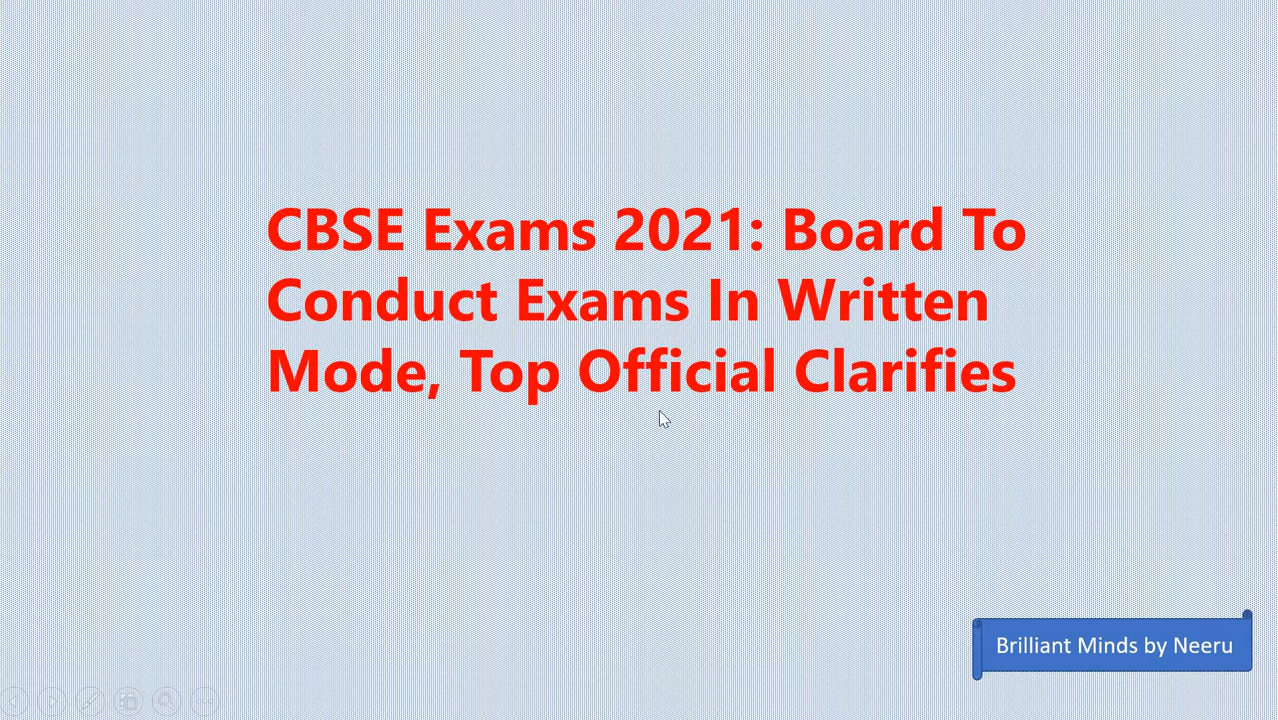 CBSE Exams 2021: Board To
Conduct Exams In Written
Mode, Top Official Clarifies
Brilliant Minds by Neeru